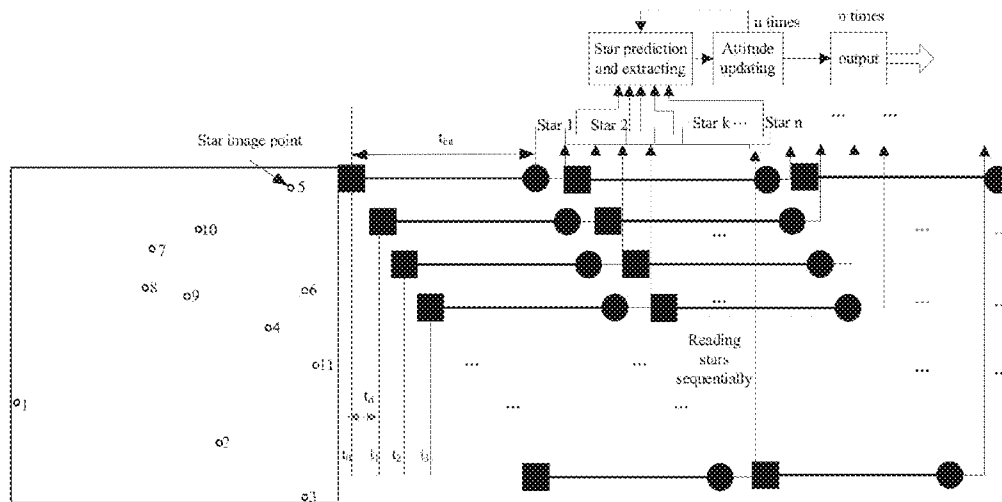 n times
n times
Star prediction and extracting
Attitude updating
output
... ...
Star 1
Star 2
Star k ...
Star n
Star image point
5
10
7
8
9
6
4
11
1
2
3
... ...
... ...
... ...
...
Reading stars sequentially
...
... ...
... ...